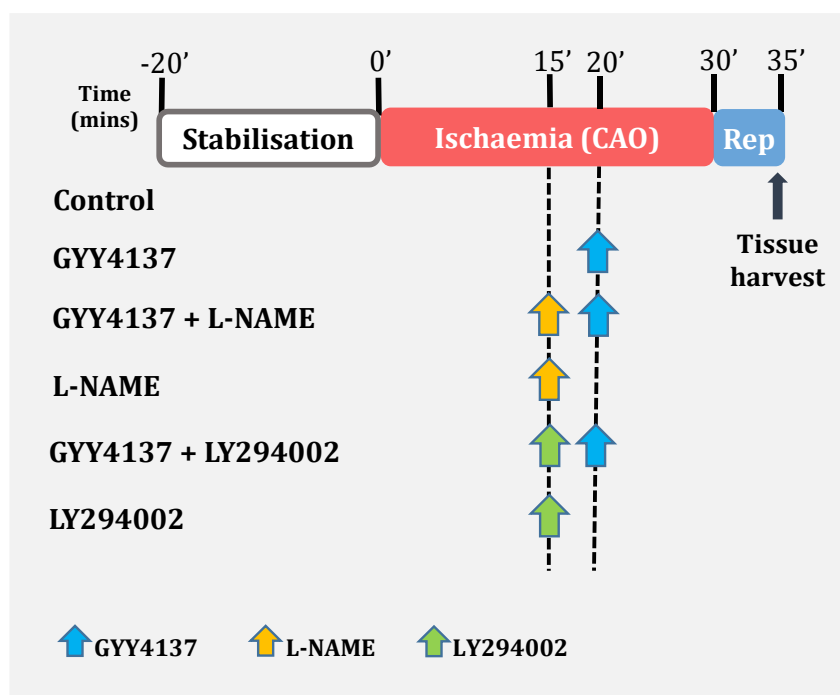 -20’ 0’ 15’ 20’ 30’ 35’
Time
(mins)
Stabilisation Ischaemia (CAO) Rep
Control
Tissue
harvest
GYY4137
GYY4137 + L-NAME
L-NAME
GYY4137 + LY294002
LY294002
GYY4137 L-NAME LY294002